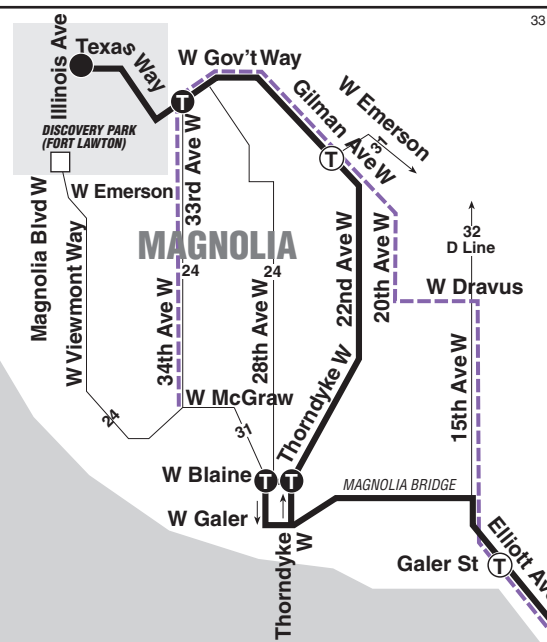 33
Texas Way
Illinois Ave
W Gov't Way
DISCOVERY PARK
(FORT LAWTON)
Gilman Ave W
W Emerson
31
T
T
W Emerson
33rd Ave W
MAGNOLIA
Magnolia Blvd W
W Viewmont Way
34th Ave W
24
24
28th Ave W
22nd Ave W
20th Ave W
32
D Line
W Dravus
15th Ave W
W McGraw
24
31
Thorndyke W
W Blaine
T
T
MAGNOLIA BRIDGE
W Galer
Thorndyke
W
Galer St
T
Elliott Ave